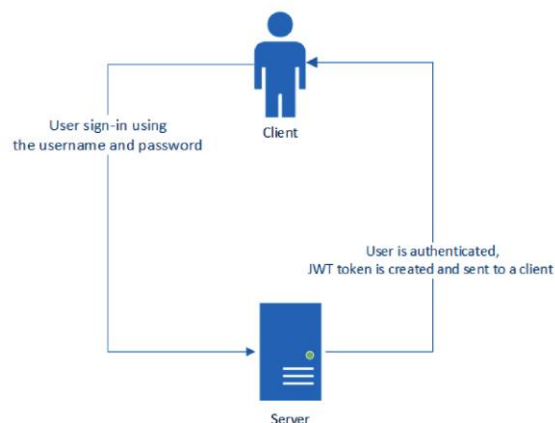 Client
User sign-in using
the username and password
User is authenticated,
JWT token is created and sent to a client
Server